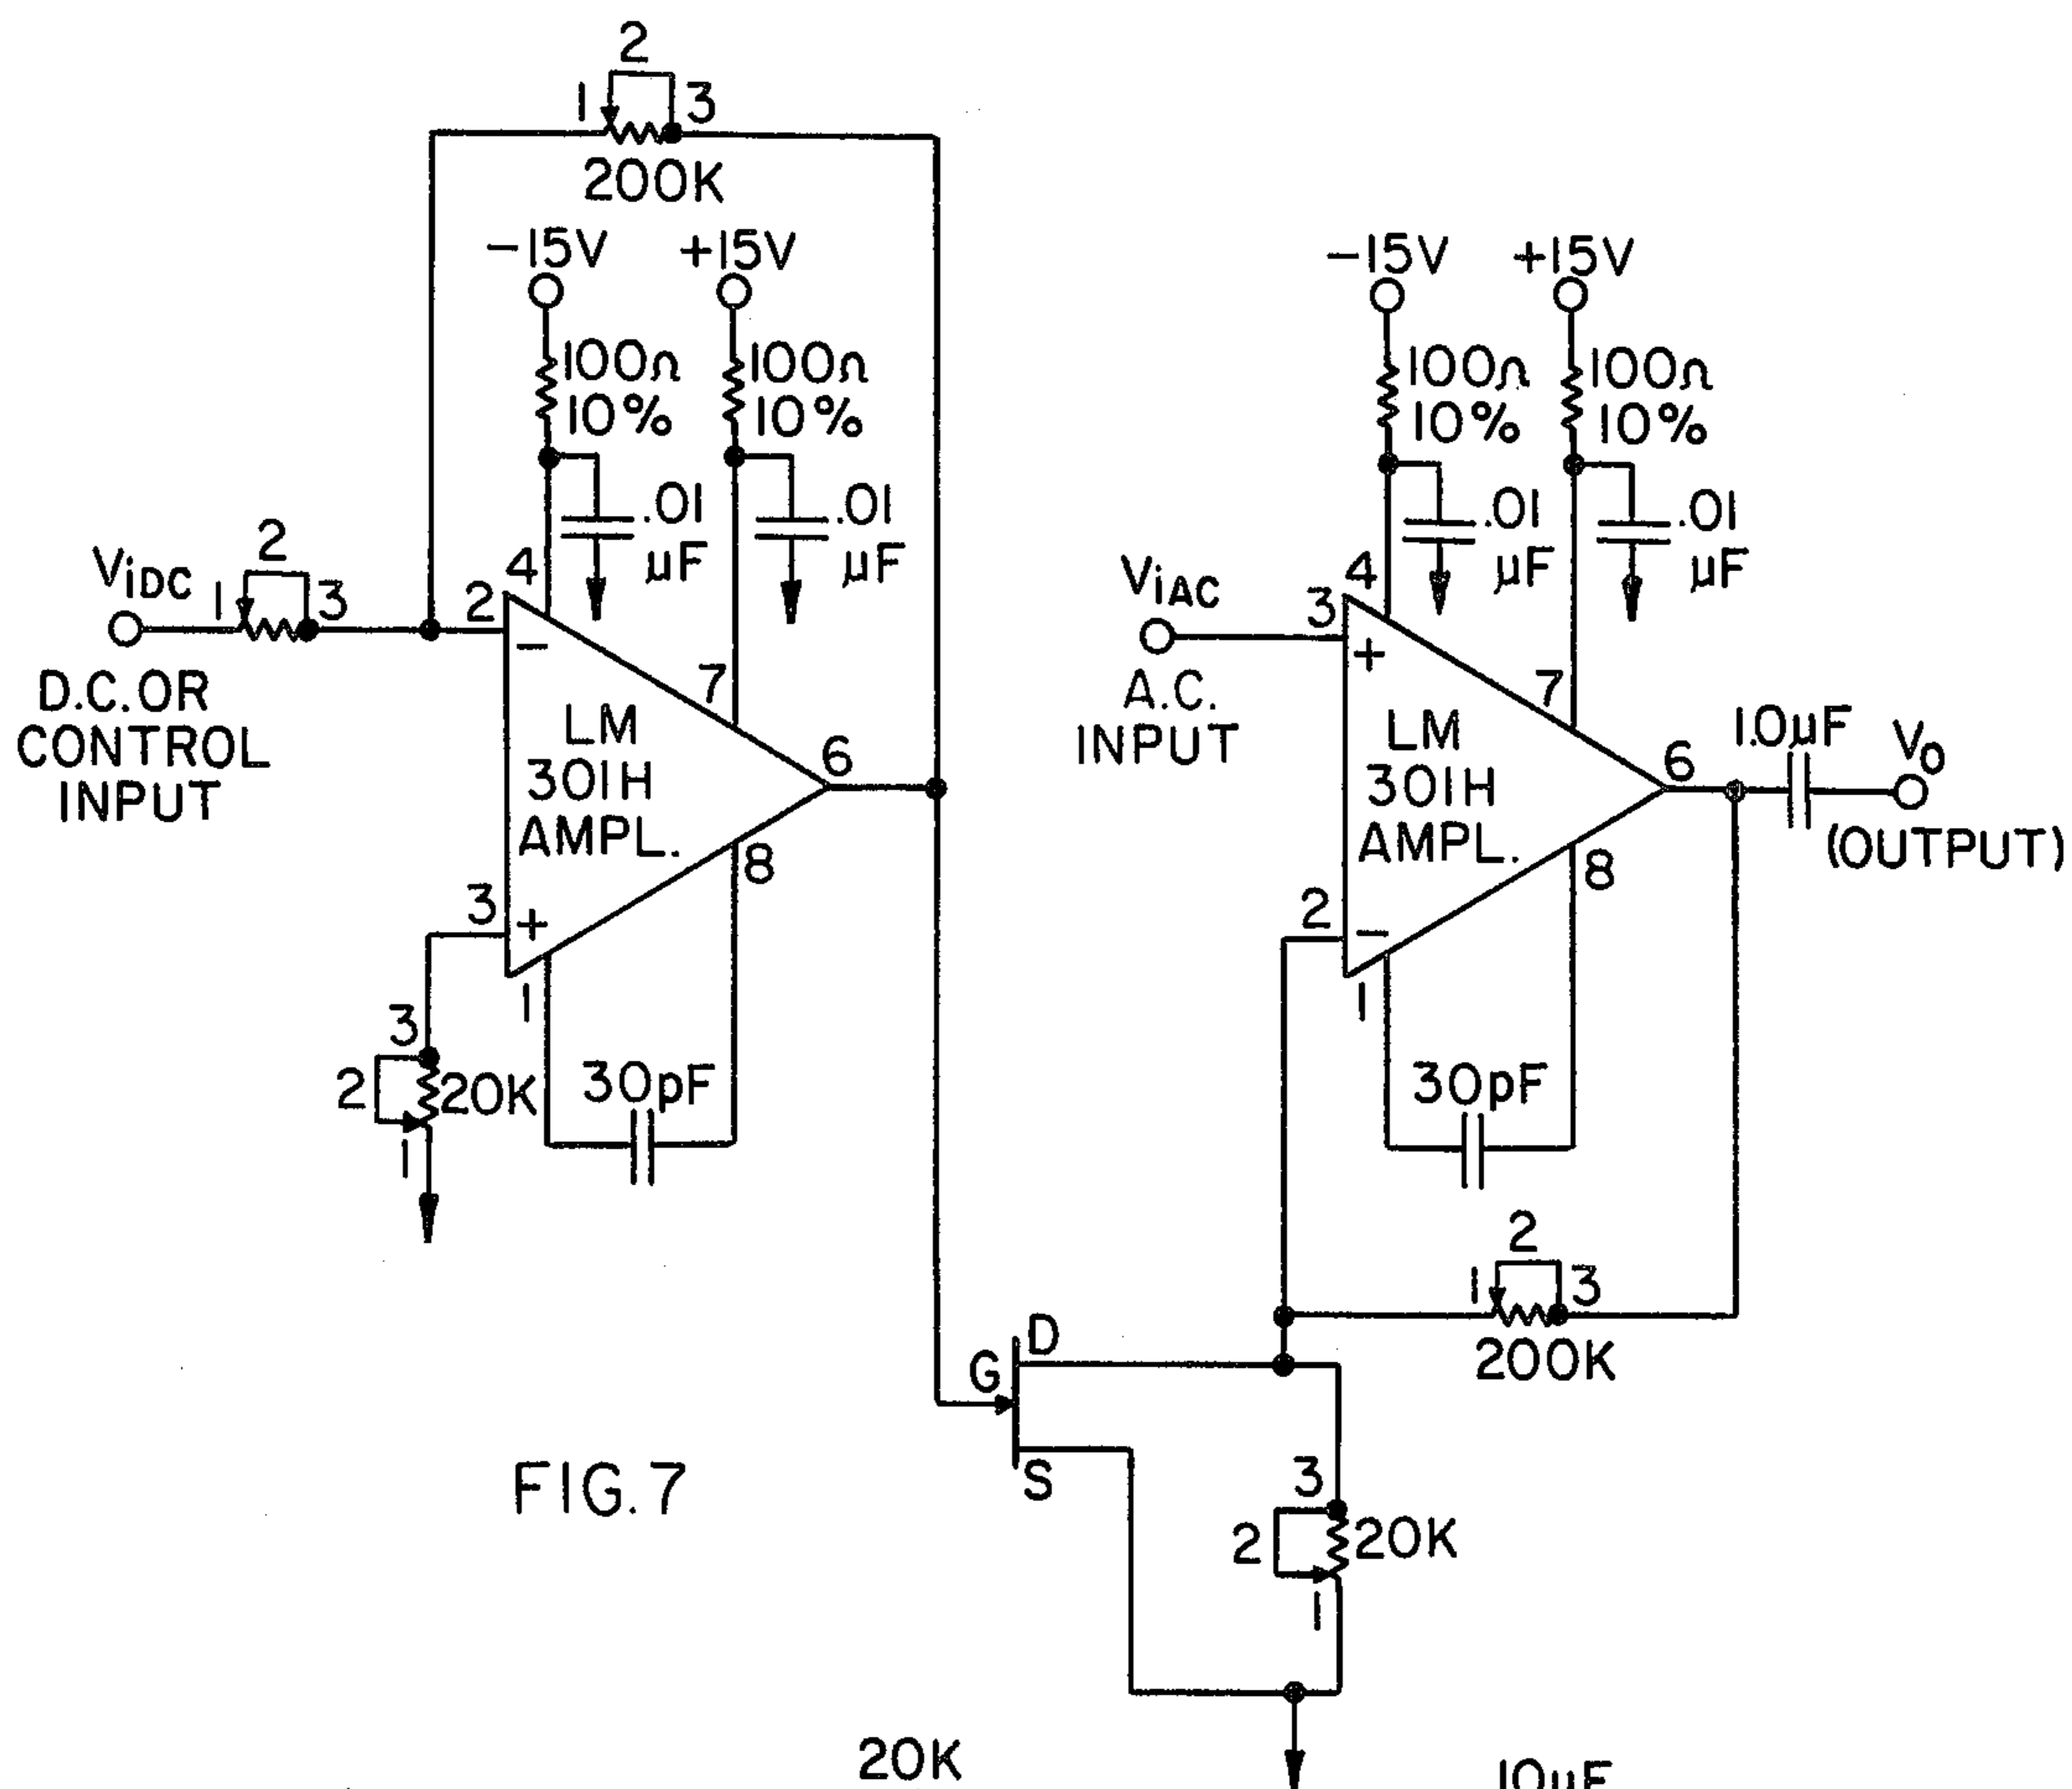 2
1 3
200K
-15V +15V
100Ω 100Ω
10% 10%
.01 .01
µF µF
ViDC
2
1 3
D.C. OR
CONTROL
INPUT
2 4
-
7
LM
301H
AMPL.
6
8
3 +
1
3
2 20K
1
30pF
-15V +15V
100Ω 100Ω
10% 10%
.01 .01
µF µF
ViAC
A.C.
INPUT
3 4
+
7
LM
301H
AMPL.
6
8
1.0µF Vo
(OUTPUT)
2 -
1
30pF
2
1 3
200K
D
G
S
3
2 20K
1
FIG.7
20K